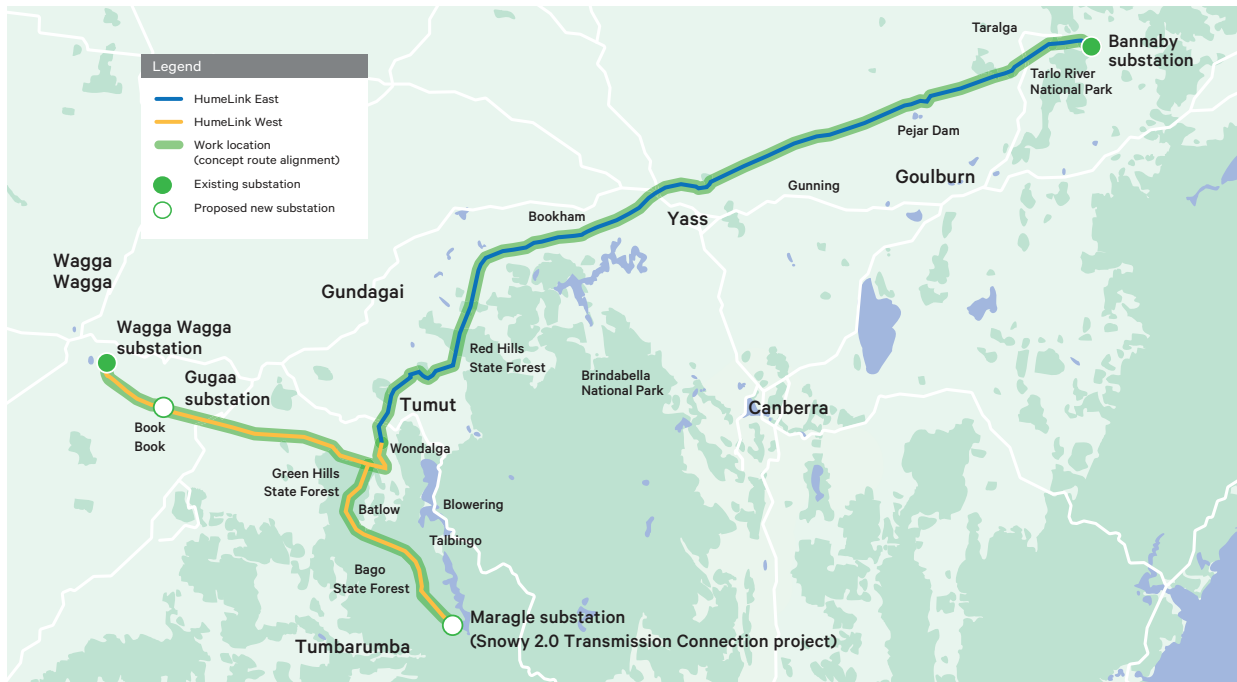 Taralga
Bannaby
substation
Legend
Tarlo River
National Park
HumeLink East
HumeLink West
Work location
(concept route alignment)
Existing substation
Proposed new substation
Pejar Dam
Goulburn
Gunning
Bookham
Yass
Wagga
Wagga
Gundagai
Wagga Wagga
substation
Red Hills
State Forest
Gugaa
substation
Brindabella
National Park
Tumut
Canberra
Book
Book
Wondalga
Green Hills
State Forest
Batlow
Blowering
Talbingo
Bago
State Forest
Maragle substation
(Snowy 2.0 Transmission Connection project)
Tumbarumba